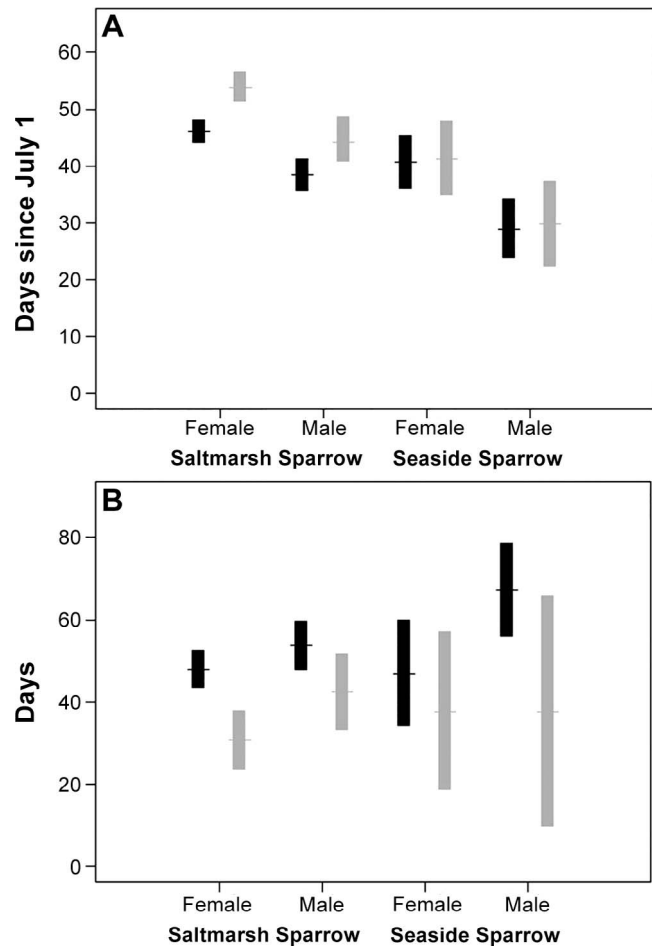 A
60
50
40
30
20
10
0
Days since July 1
Female Male Female Male
Saltmarsh Sparrow Seaside Sparrow
B
80
60
40
20
0
Days
Female Male Female Male
Saltmarsh Sparrow Seaside Sparrow